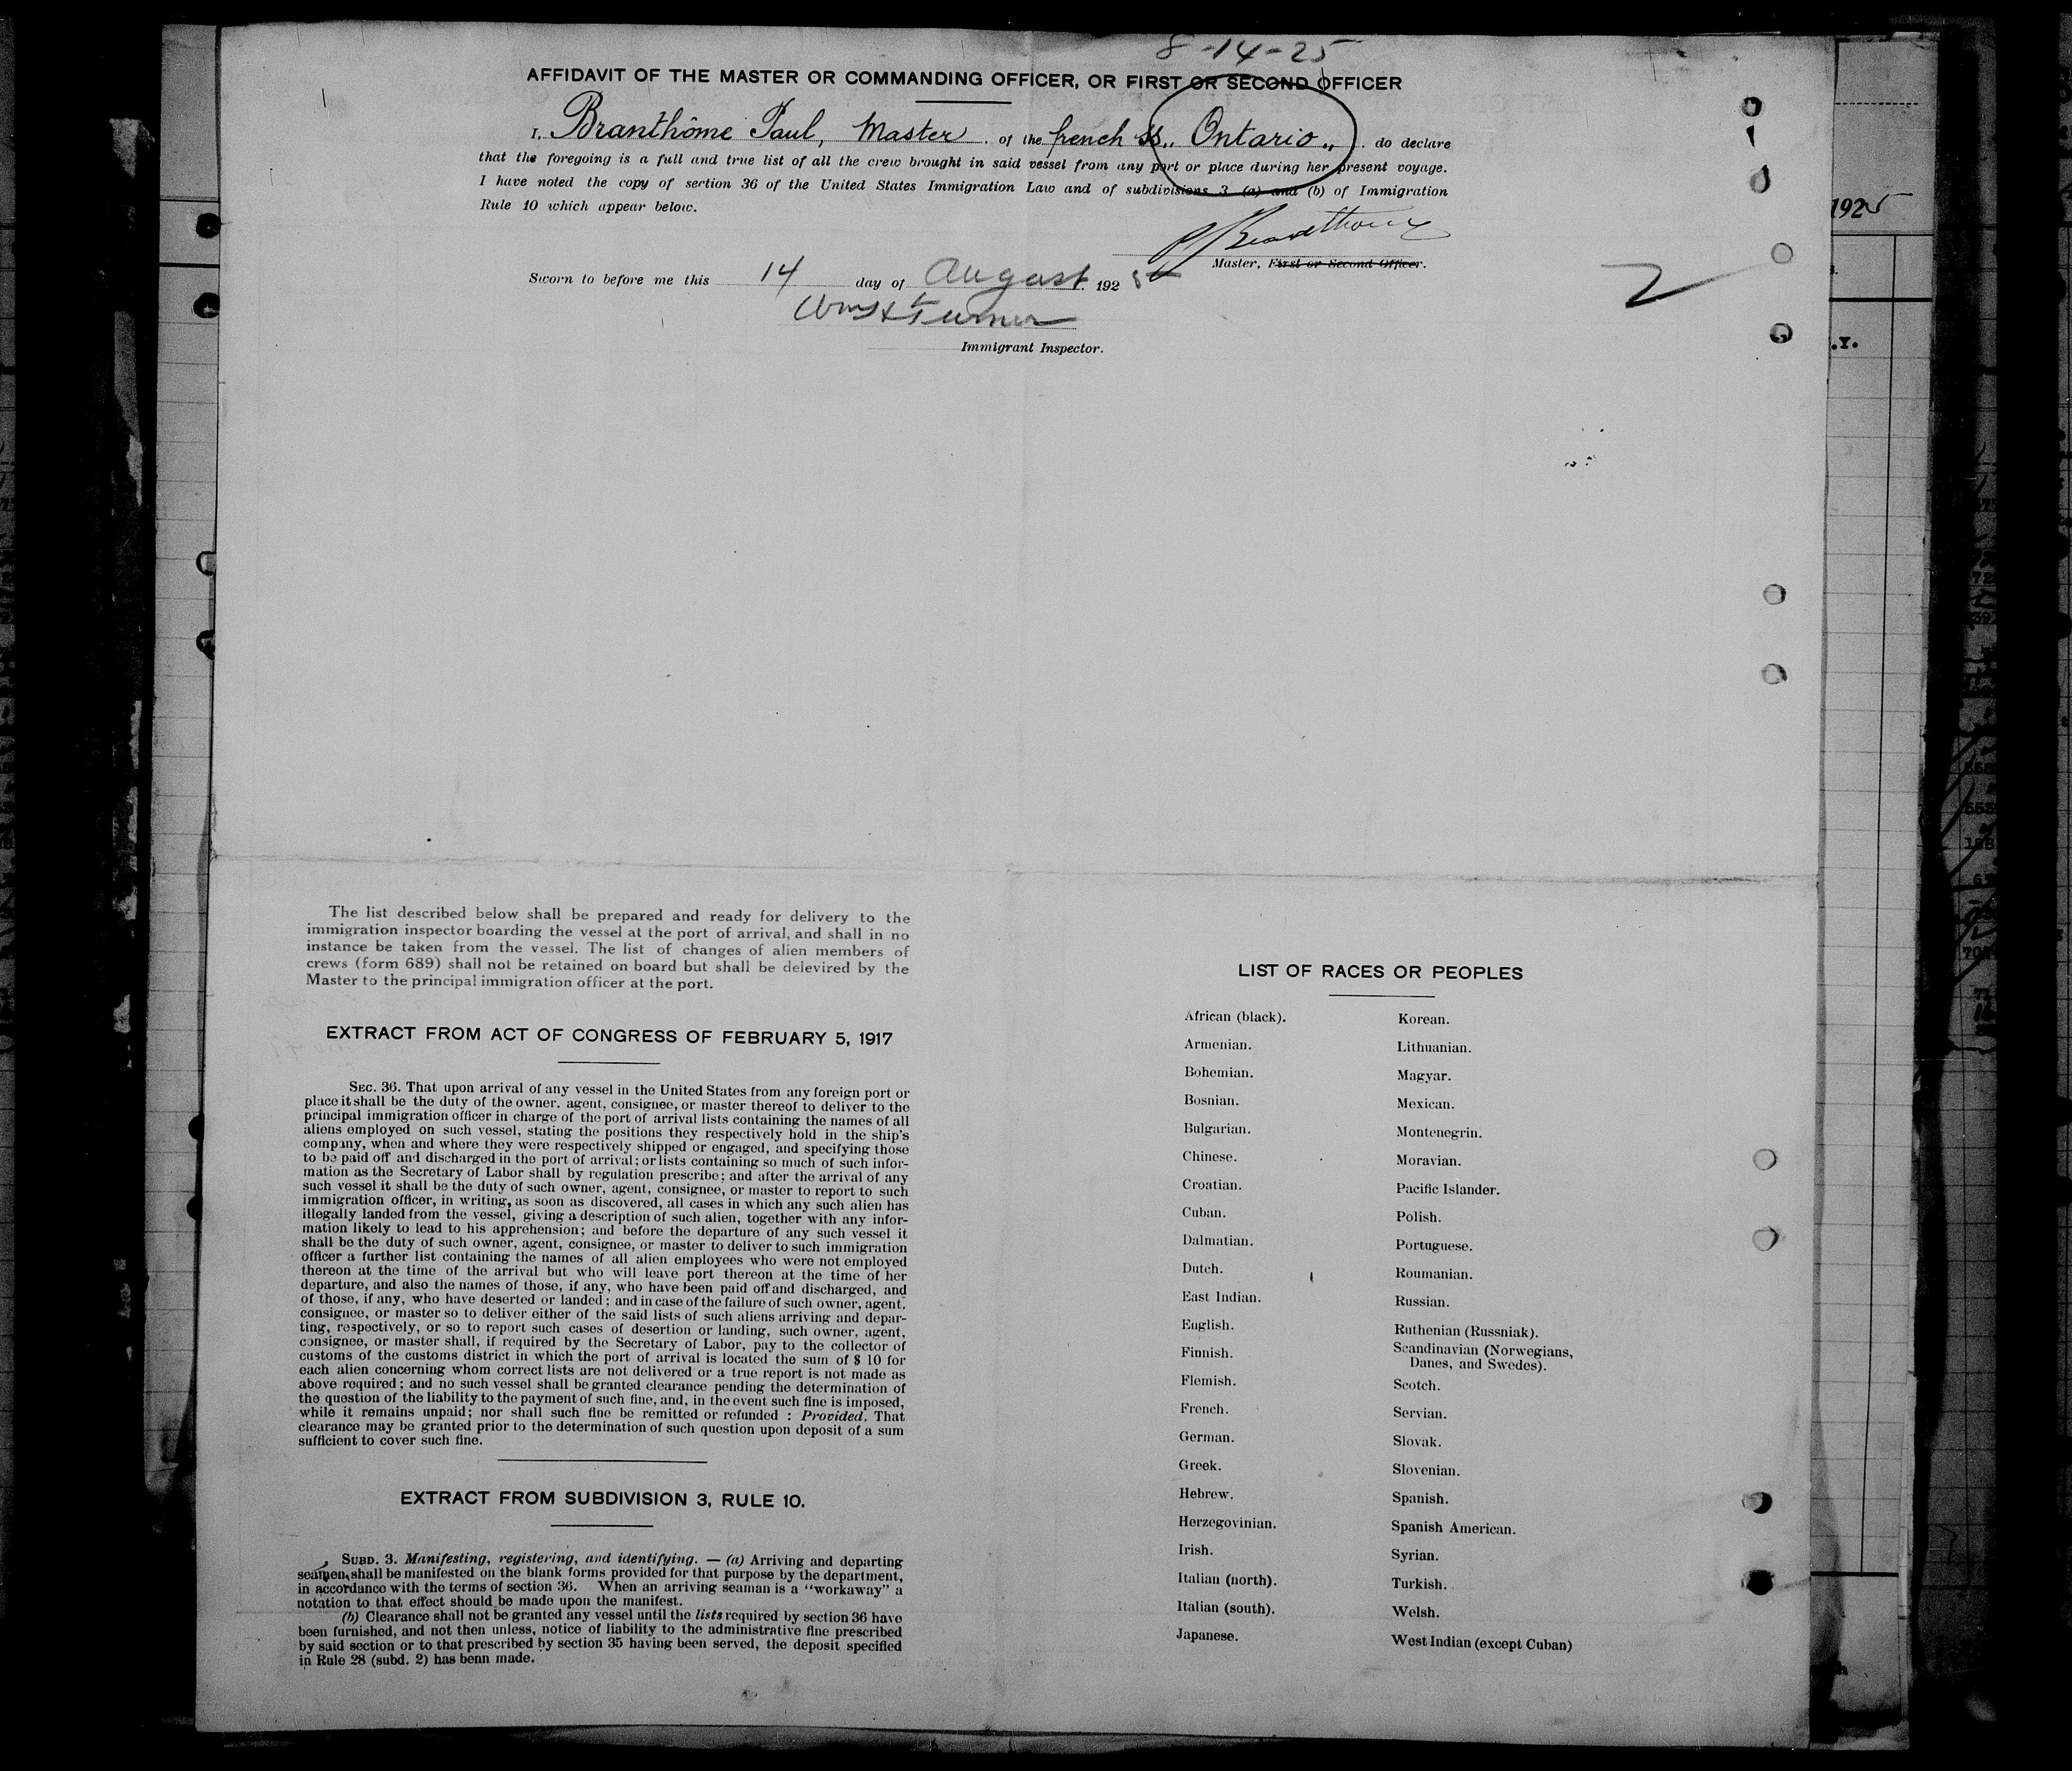 8-14-25
AFFIDAVIT OF THE MASTER OR COMMANDING OFFICER, OR FIRST OR SECOND OFFICER
I, Branthôme Paul, Master. of the french SS „ Ontario „ . do declare
that the foregoing is a full and true list of all the crew brought in said vessel from any port or place during her present voyage.
I have noted the copy of section 36 of the United States Immigration Law and of subdivisions 3 (a) and (b) of Immigration
Rule 10 which appear below.
P Branthome
Master, First or Second Officer.
Sworn to before me this 14 day of August. 1925
Turner
Immigrant Inspector.
2
1925
.Y.
The list described below shall be prepared and ready for delivery to the
immigration inspector boarding the vessel at the port of arrival, and shall in no
instance be taken from the vessel. The list of changes of alien members of
crews (form 689) shall not be retained on board but shall be delevired by the
Master to the principal immigration officer at the port.
EXTRACT FROM ACT OF CONGRESS OF FEBRUARY 5, 1917
SEC. 36. That upon arrival of any vessel in the United States from any foreign port or
place it shall be the duty of the owner. agent, consignee, or master thereof to deliver to the
principal immigration officer in charge of the port of arrival lists containing the names of all
aliens employed on such vessel, stating the positions they respectively hold in the ship's
company, when and where they were respectively shipped or engaged, and specifying those
to be paid off and discharged in the port of arrival; or lists containing so much of such infor-
mation as the Secretary of Labor shall by regulation prescribe; and after the arrival of any
such vessel it shall be the duty of such owner, agent, consignee, or master to report to such
immigration officer, in writing, as soon as discovered, all cases in which any such alien has
illegally landed from the vessel, giving a description of such alien, together with any infor-
mation likely to lead to his apprehension; and before the departure of any such vessel it
shall be the duty of such owner, agent, consignee, or master to deliver to such immigration
officer a further list containing the names of all alien employees who were not employed
thereon at the time of the arrival but who will leave port thereon at the time of her
departure, and also the names of those, if any, who have been paid off and discharged, and
of those, if any, who have deserted or landed; and in case of the failure of such owner, agent,
consignee, or master so to deliver either of the said lists of such aliens arriving and depar-
ting, respectively, or so to report such cases of desertion or landing, such owner, agent,
consignee, or master shall, if required by the Secretary of Labor, pay to the collector of
customs of the customs district in which the port of arrival is located the sum of $ 10 for
each alien concerning whom correct lists are not delivered or a true report is not made as
above required; and no such vessel shall be granted clearance pending the determination of
the question of the liability to the payment of such fine, and, in the event such fine is imposed,
while it remains unpaid; nor shall such fine be remitted or refunded : Provided. That
clearance may be granted prior to the determination of such question upon deposit of a sum
sufficient to cover such fine.
EXTRACT FROM SUBDIVISION 3, RULE 10.
SUBD. 3. Manifesting, registering, and identifying. — (a) Arriving and departing
seamen, shall be manifested on the blank forms provided for that purpose by the department,
in accordance with the terms of section 36. When an arriving seaman is a "workaway" a
notation to that effect should be made upon the manifest.
(b) Clearance shall not be granted any vessel until the lists required by section 36 have
been furnished, and not then unless, notice of liability to the administrative fine prescribed
by said section or to that prescribed by section 35 having been served, the deposit specified
in Rule 28 (subd. 2) has benn made.
LIST OF RACES OR PEOPLES
African (black).
Armenian.
Bohemian.
Bosnian.
Bulgarian.
Chinese.
Croatian.
Cuban.
Dalmatian.
Dutch.
East Indian.
English.
Finnish.
Flemish.
French.
German.
Greek.
Hebrew.
Herzegovinian.
Irish.
Italian (north).
Italian (south).
Japanese.
Korean.
Lithuanian.
Magyar.
Mexican.
Montenegrin.
Moravian.
Pacific Islander.
Polish.
Portuguese.
Roumanian.
Russian.
Ruthenian (Russniak).
Scandinavian (Norwegians,
Danes, and Swedes).
Scotch.
Servian.
Slovak.
Slovenian.
Spanish.
Spanish American.
Syrian.
Turkish.
Welsh.
West Indian (except Cuban)